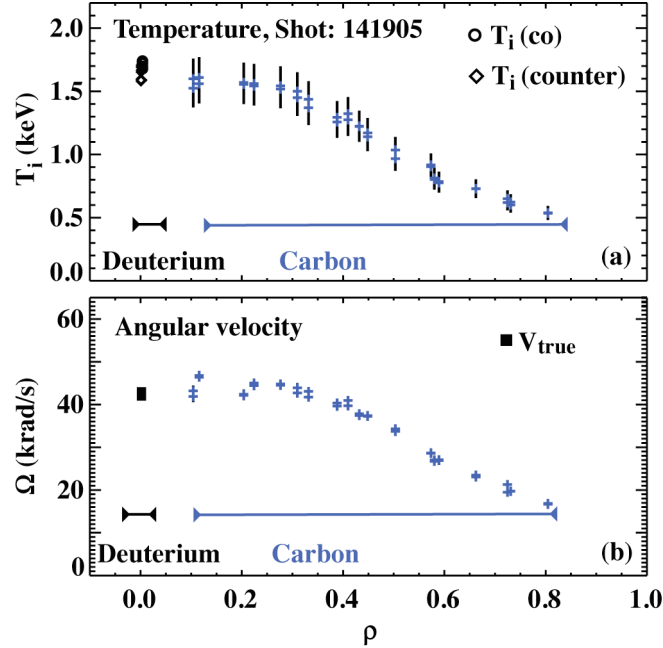 Temperature, Shot: 141905
T_i (co)
T_i (counter)
T_i (keV)
2.0
1.5
1.0
0.5
0.0
Deuterium
Carbon
(a)
Angular velocity
V_true
Ω (krad/s)
60
40
20
0
Deuterium
Carbon
(b)
0.0 0.2 0.4 0.6 0.8 1.0
ρ